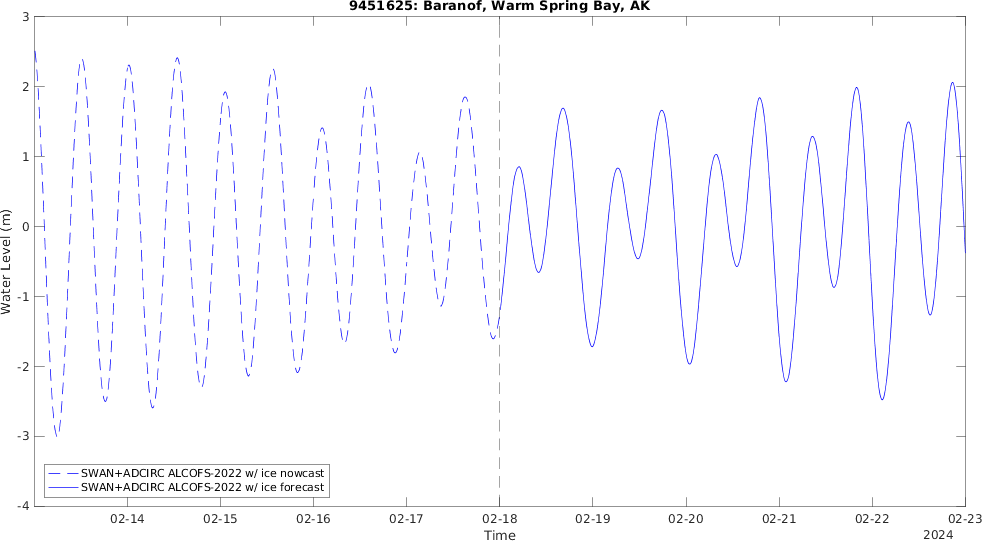 9451625: Baranof, Warm Spring Bay, AK
3
2
1
0
-1
-2
-3
-4
Water Level (m)
SWAN+ADCIRC ALCOFS-2022 w/ ice nowcast
SWAN+ADCIRC ALCOFS-2022 w/ ice forecast
02-14 02-15 02-16 02-17 02-18 02-19 02-20 02-21 02-22 02-23
Time
2024